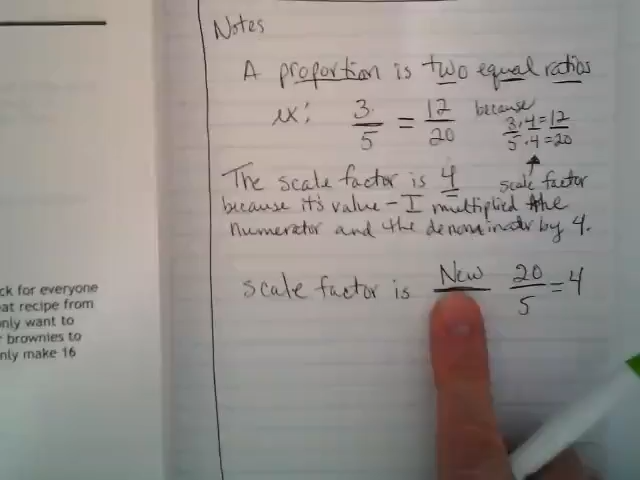 Notes
A proportion is two equal ratios
ex: 3/5 = 12/20 because 3·4=12
5·4=20
The scale factor is 4 scale factor
because it's value - I multiplied the
numerator and the denominator by 4.
scale factor is New 20/5 = 4
ck for everyone
at recipe from
only want to
brownies to
nly make 16